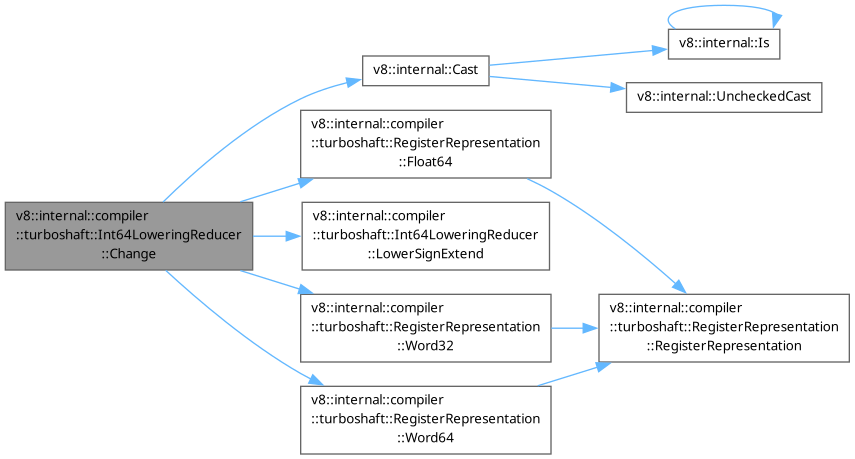 v8::internal::Is
v8::internal::Cast
v8::internal::UncheckedCast
v8::internal::compiler
::turboshaft::RegisterRepresentation
::Float64
v8::internal::compiler
::turboshaft::Int64LoweringReducer
::Change
v8::internal::compiler
::turboshaft::Int64LoweringReducer
::LowerSignExtend
v8::internal::compiler
::turboshaft::RegisterRepresentation
::Word32
v8::internal::compiler
::turboshaft::RegisterRepresentation
::RegisterRepresentation
v8::internal::compiler
::turboshaft::RegisterRepresentation
::Word64